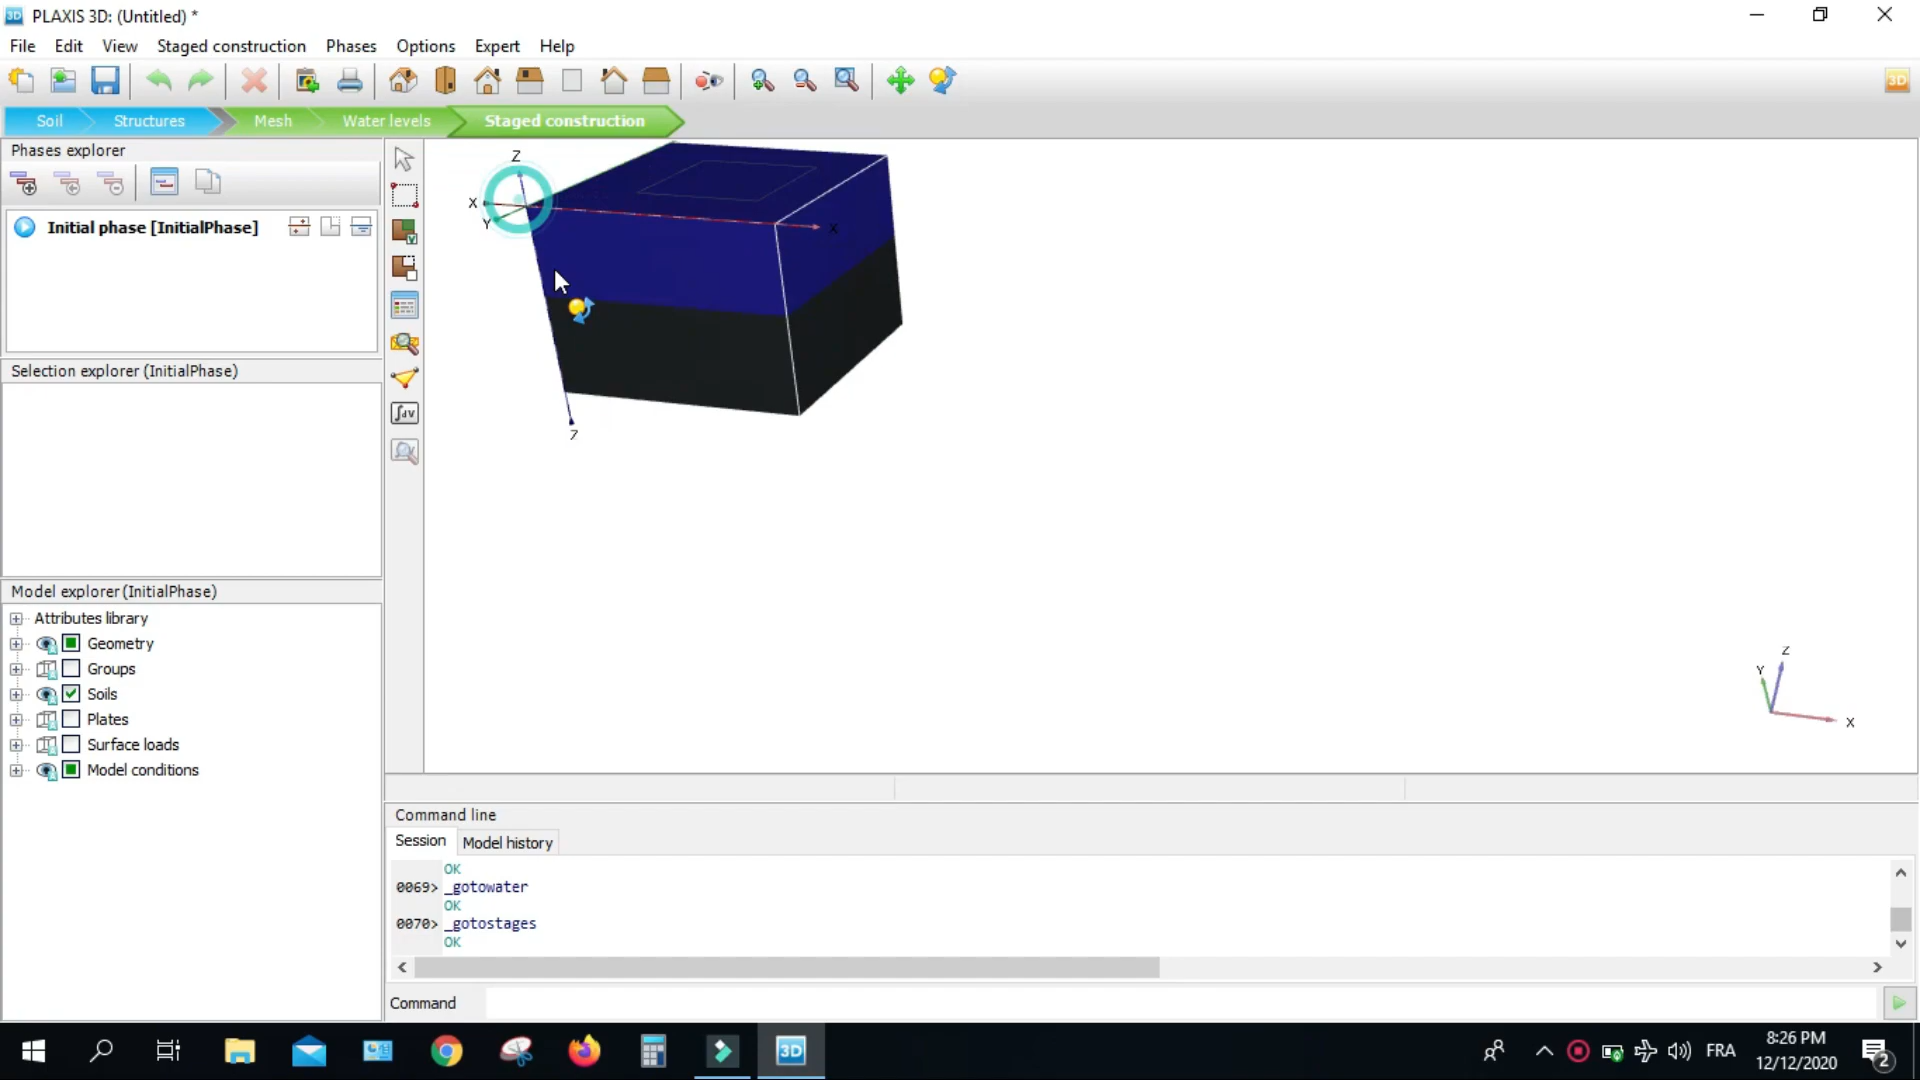 PLAXIS 3D: (Untitled) *
File Edit View Staged construction Phases Options Expert Help
3D
Soil Structures Mesh Water levels Staged construction
Phases explorer
Initial phase [InitialPhase]
Selection explorer (InitialPhase)
Model explorer (InitialPhase)
Attributes library
Geometry
Groups
Soils
Plates
Surface loads
Model conditions
Z
X
Y
X
Z
Z
Y
X
Command line
Session Model history
OK
0069> _gotowater
OK
0070> _gotostages
OK
Command
3D
FRA
8:26 PM
12/12/2020
2